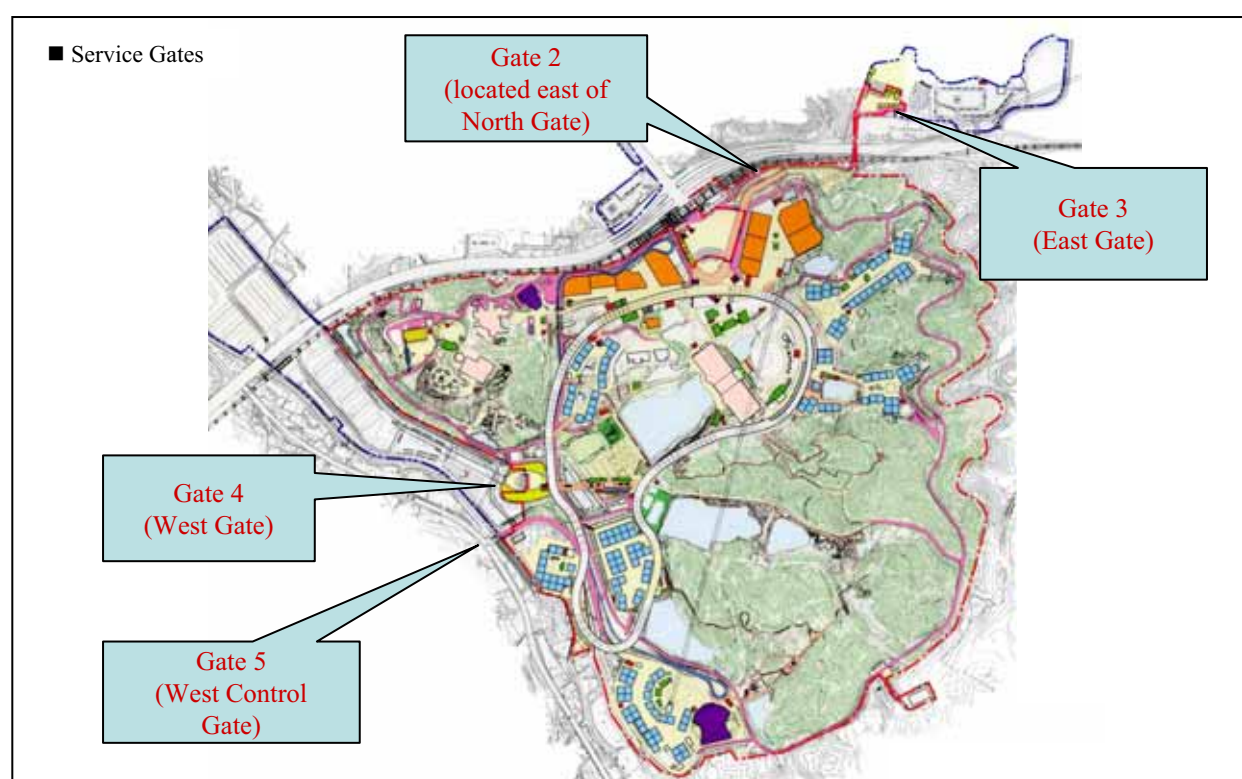 ■ Service Gates
Gate 2
(located east of
North Gate)
Gate 3
(East Gate)
Gate 4
(West Gate)
Gate 5
(West Control
Gate)